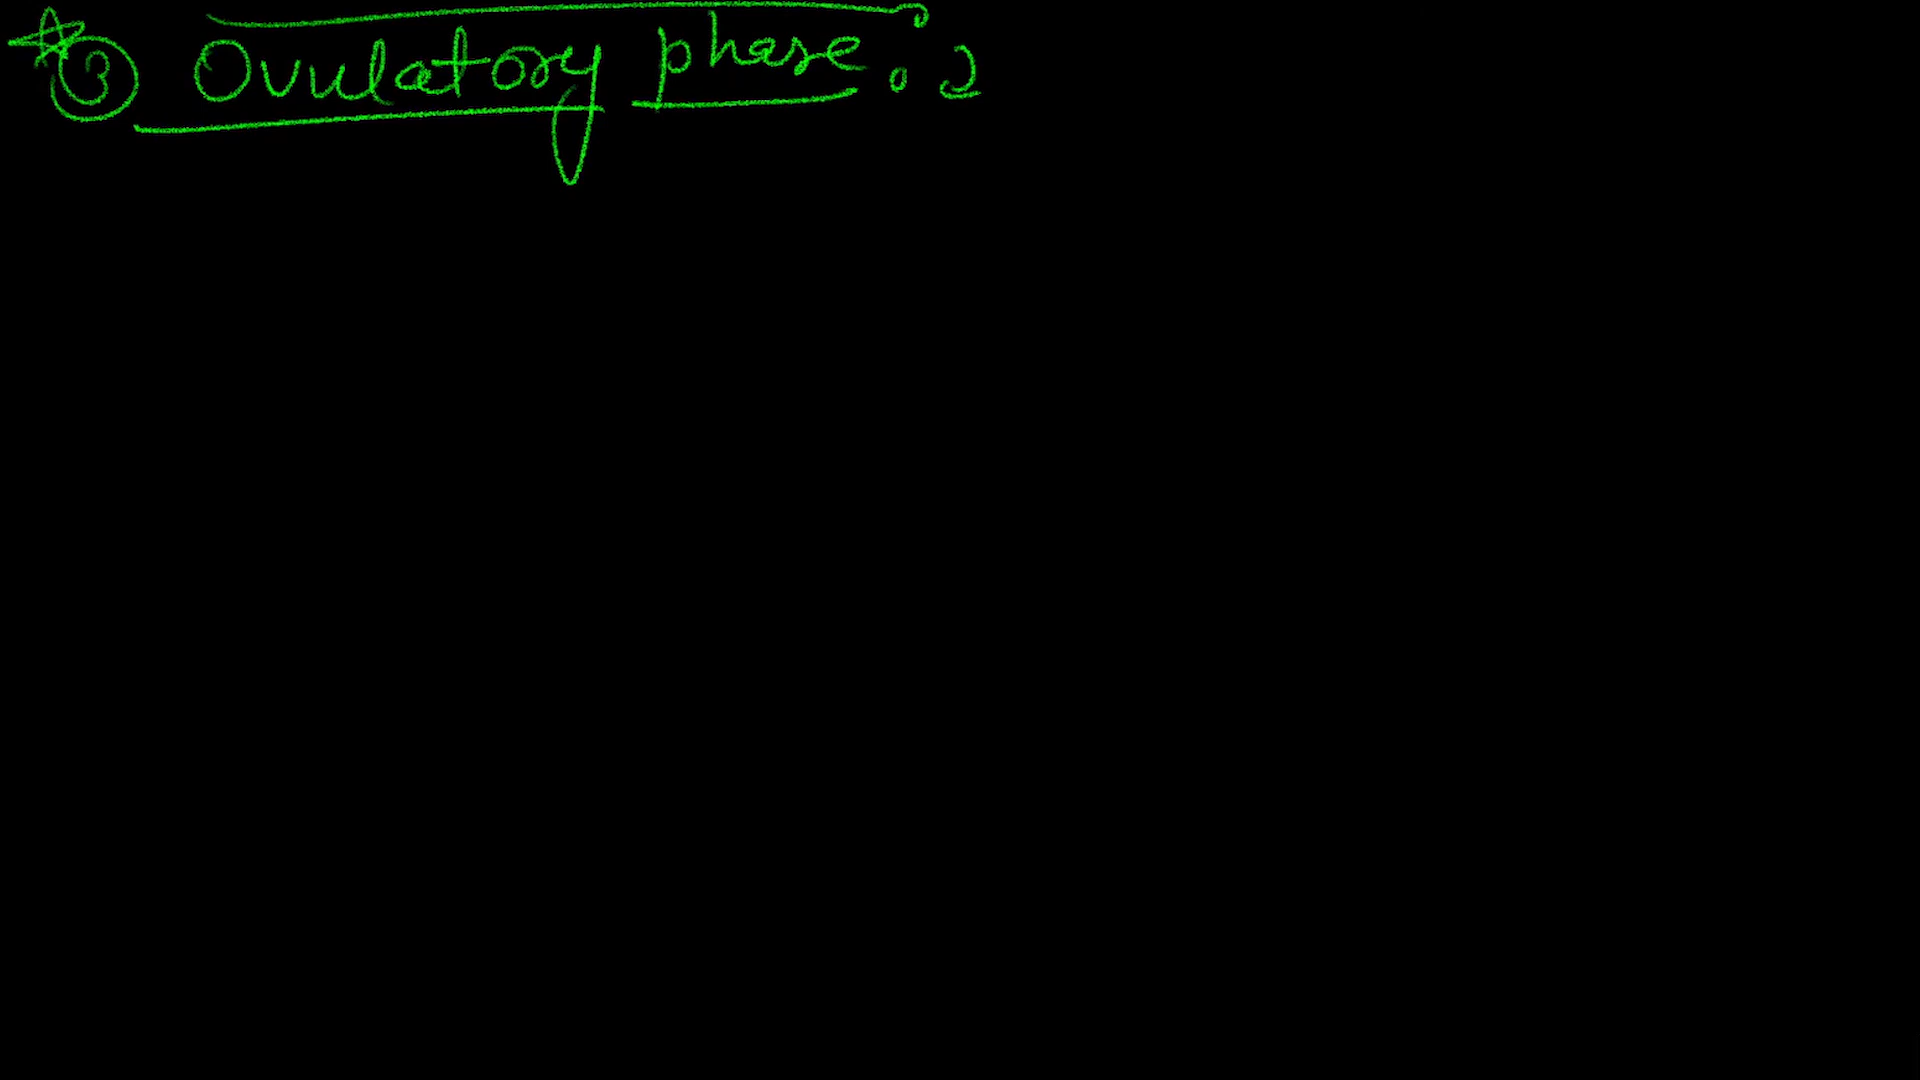 ③ Ovulatory phase :